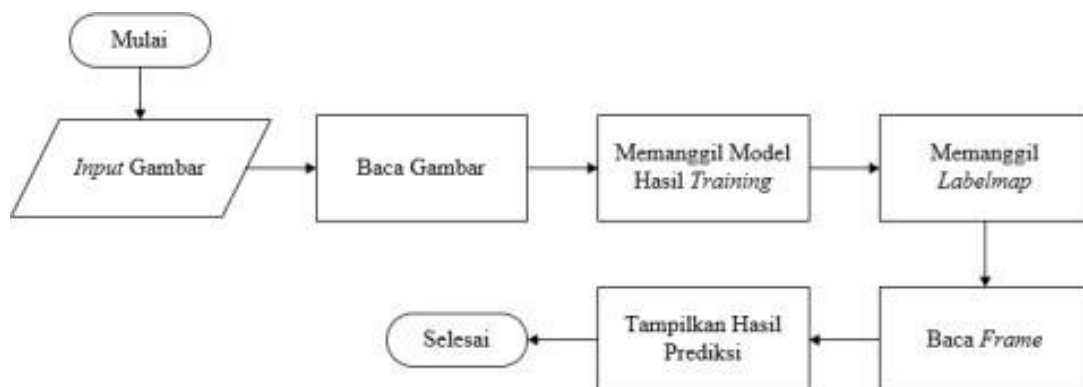 Mulai
Input Gambar
Baca Gambar
Memanggil Model
Hasil Training
Memanggil
Labelmap
Baca Frame
Tampilkan Hasil
Prediksi
Selesai